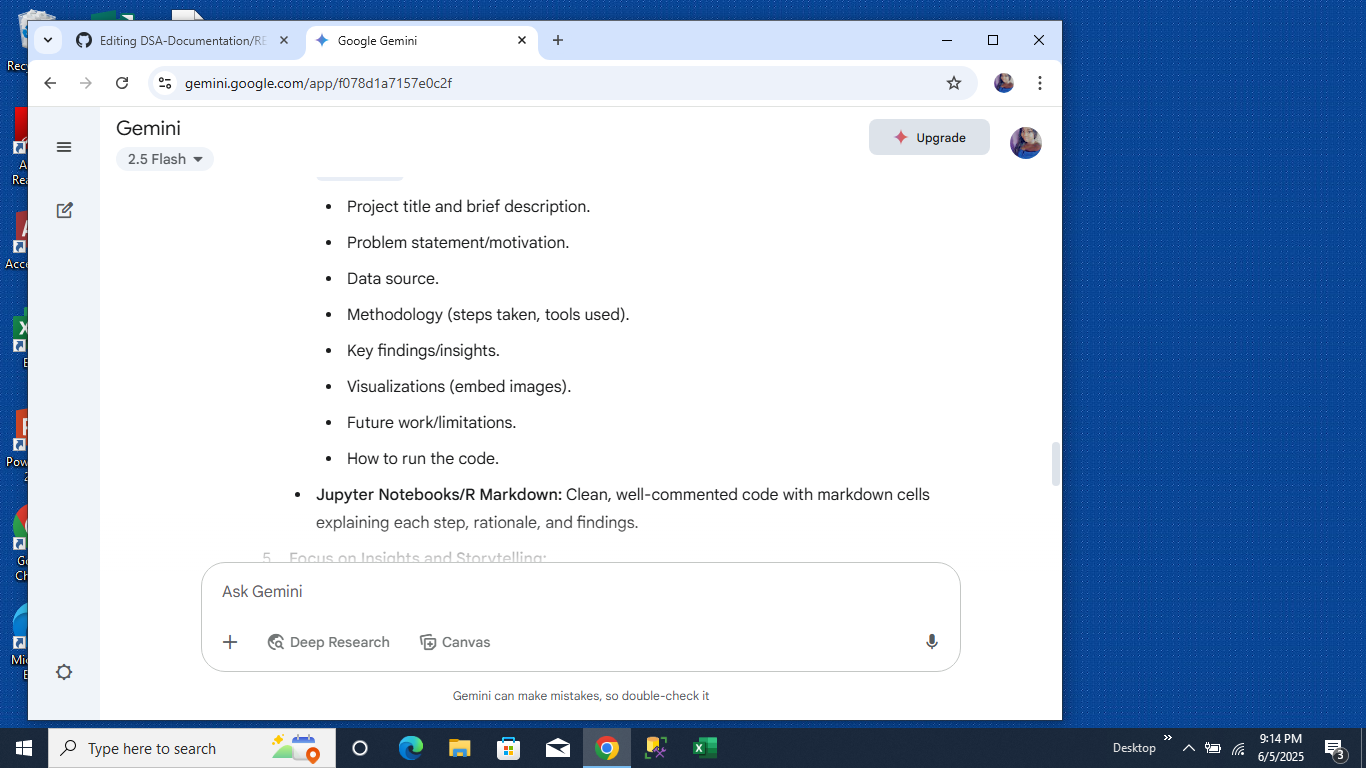 Editing DSA-Documentation/RE
Google Gemini
gemini.google.com/app/f078d1a7157e0c2f
Gemini
Upgrade
2.5 Flash
Project title and brief description.
Problem statement/motivation.
Data source.
Methodology (steps taken, tools used).
Key findings/insights.
Visualizations (embed images).
Future work/limitations.
How to run the code.
Jupyter Notebooks/R Markdown: Clean, well-commented code with markdown cells
explaining each step, rationale, and findings.
5. Focus on Insights and Storytelling:
Ask Gemini
Deep Research
Canvas
Gemini can make mistakes, so double-check it
Type here to search
Desktop
9:14 PM
6/5/2025
3